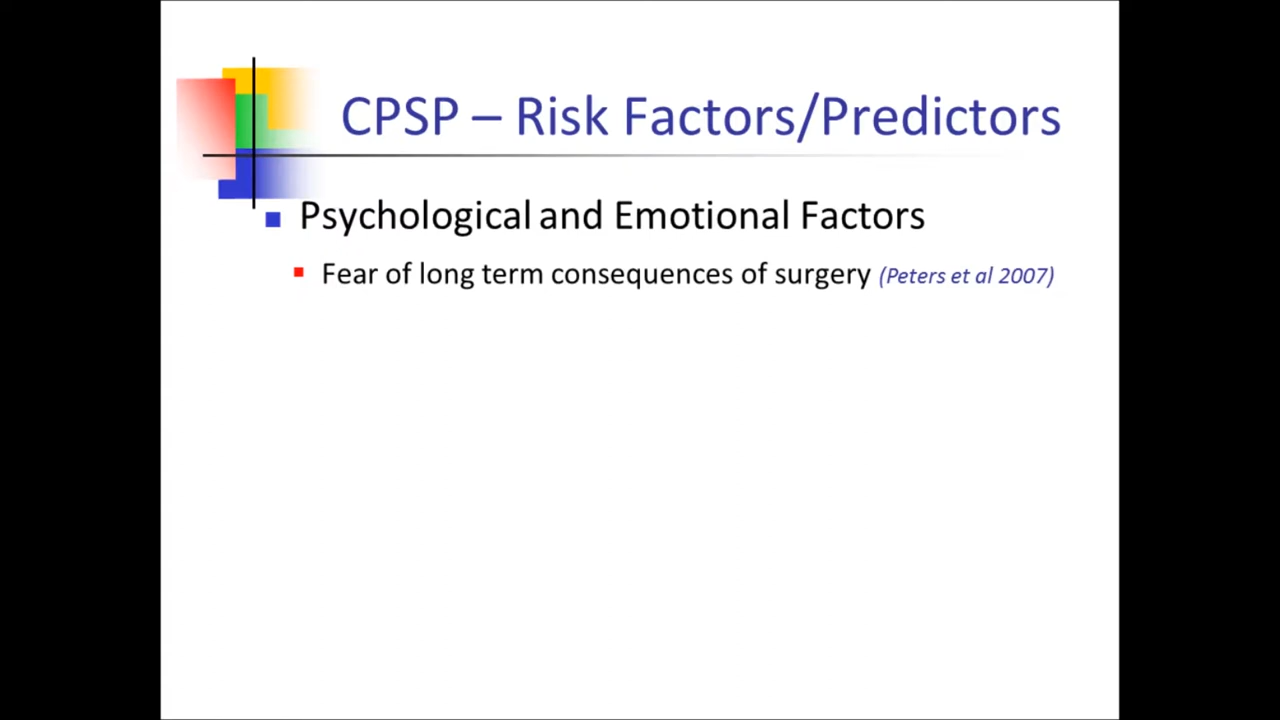 CPSP – Risk Factors/Predictors
Psychological and Emotional Factors
Fear of long term consequences of surgery (Peters et al 2007)